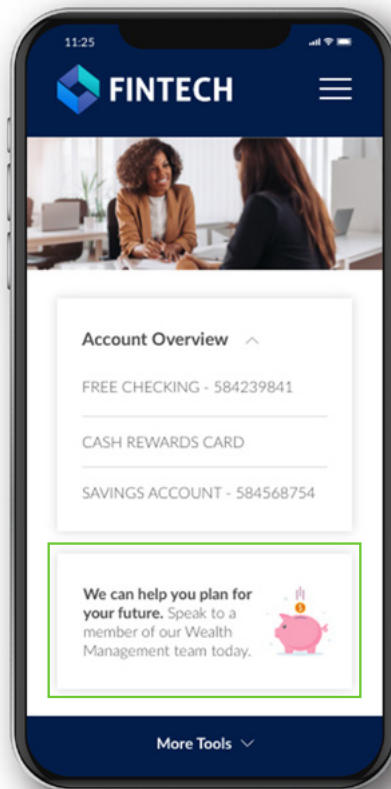 11:25
FINTECH
Account Overview
FREE CHECKING - 584239841
CASH REWARDS CARD
SAVINGS ACCOUNT - 584568754
We can help you plan for
your future. Speak to a
member of our Wealth
Management team today.
More Tools